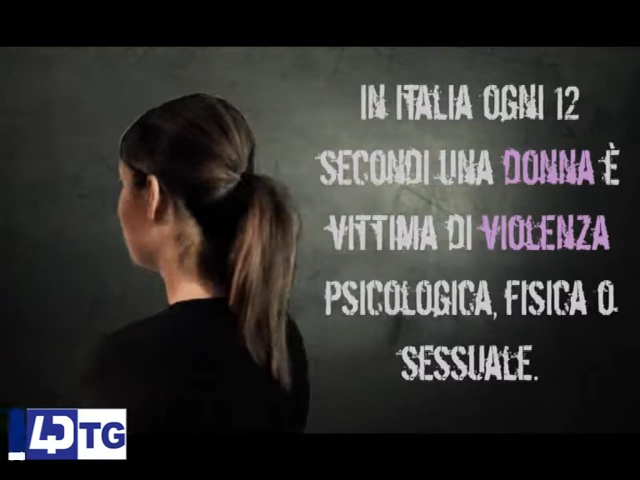 IN ITALIA OGNI 12
SECONDI UNA DONNA È
VITTIMA DI VIOLENZA
PSICOLOGICA, FISICA O
SESSUALE.
TG